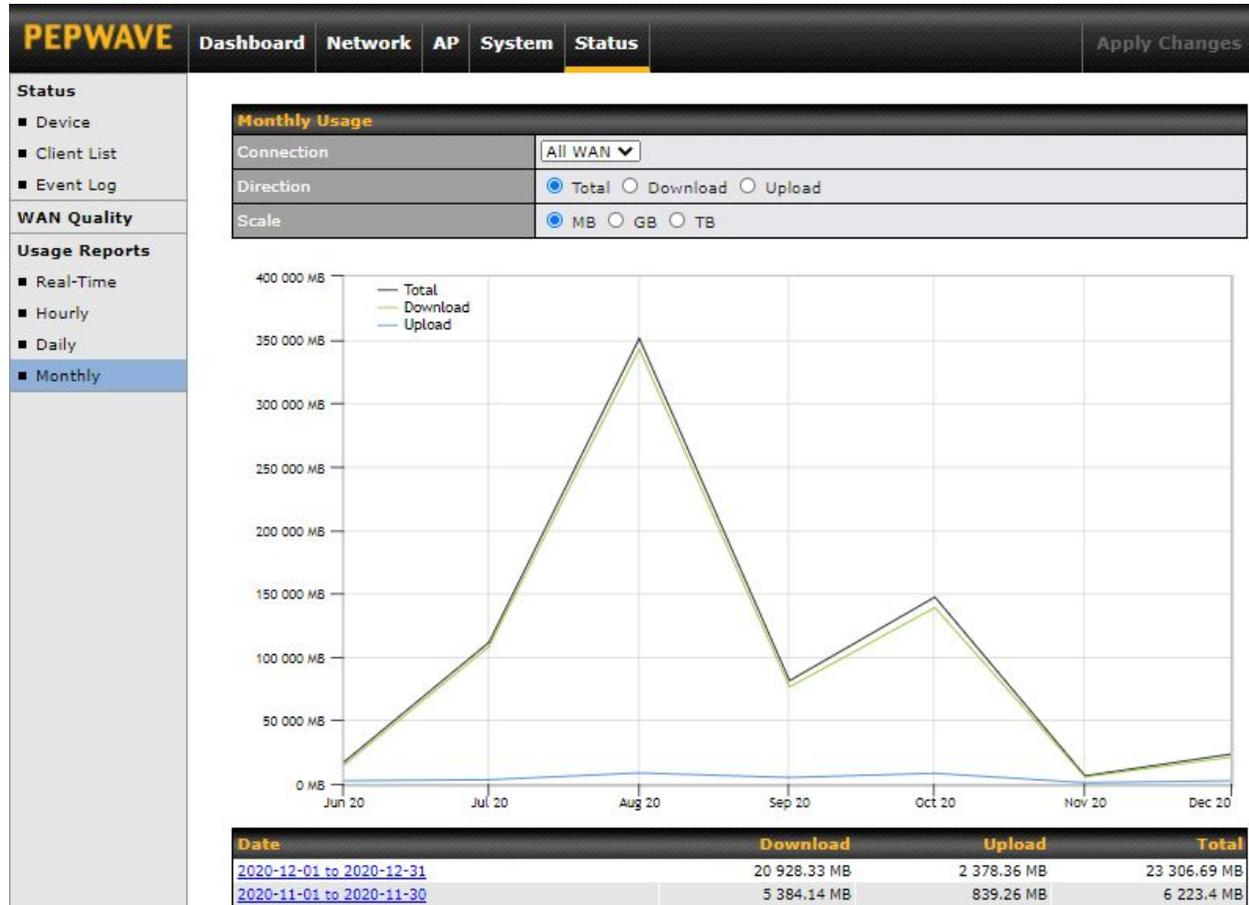 PEPWAVE Dashboard Network AP System Status Apply Changes
Status
Device
Client List
Event Log
WAN Quality
Usage Reports
Real-Time
Hourly
Daily
Monthly
Monthly Usage
Connection All WAN
Direction Total Download Upload
Scale MB GB TB
Total
Download
Upload
400 000 MB
350 000 MB
300 000 MB
250 000 MB
200 000 MB
150 000 MB
100 000 MB
50 000 MB
0 MB
Jun 20 Jul 20 Aug 20 Sep 20 Oct 20 Nov 20 Dec 20
Date Download Upload Total
2020-12-01 to 2020-12-31 20 928.33 MB 2 378.36 MB 23 306.69 MB
2020-11-01 to 2020-11-30 5 384.14 MB 839.26 MB 6 223.4 MB